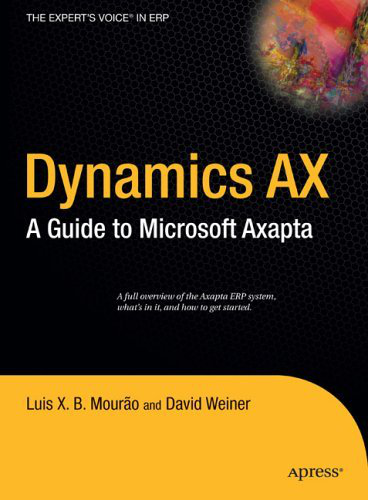 THE EXPERT'S VOICE® IN ERP
Dynamics AX
A Guide to Microsoft Axapta
A full overview of the Axapta ERP system,
what's in it, and how to get started.
Luis X. B. Mourão and David Weiner
Apress®